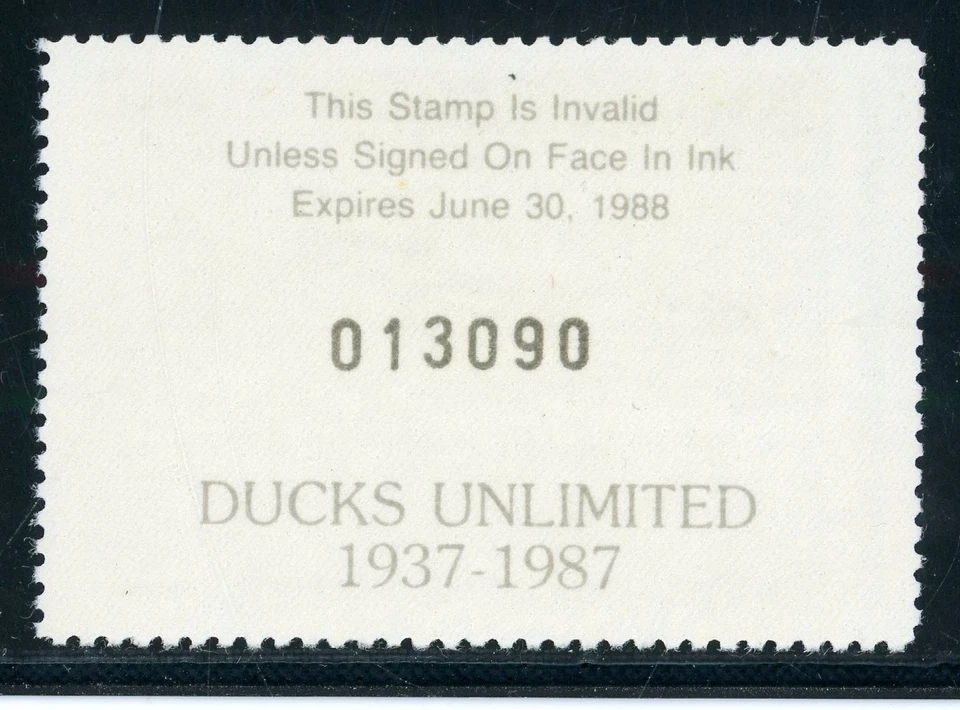 This Stamp Is Invalid
Unless Signed On Face In Ink
Expires June 30, 1988
013090
DUCKS UNLIMITED
1937-1987